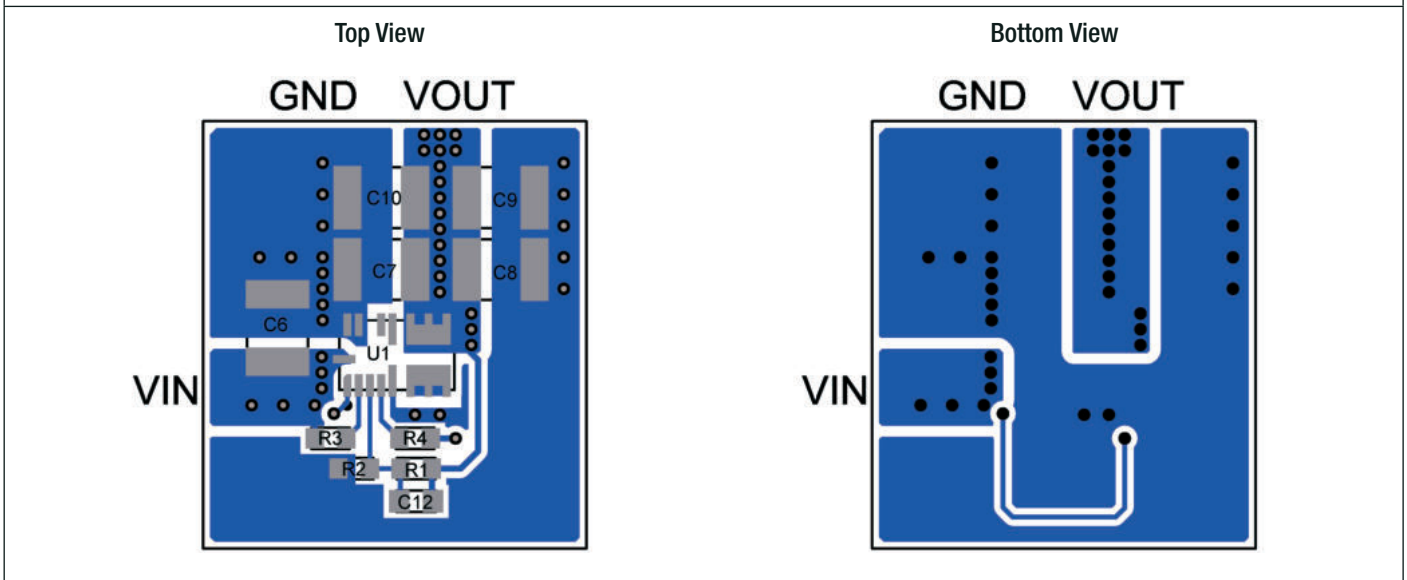 Top View
Bottom View
GND VOUT
GND VOUT
C10
C9
C7
C8
C6
U1
VIN
VIN
R3
R4
R2
R1
C12